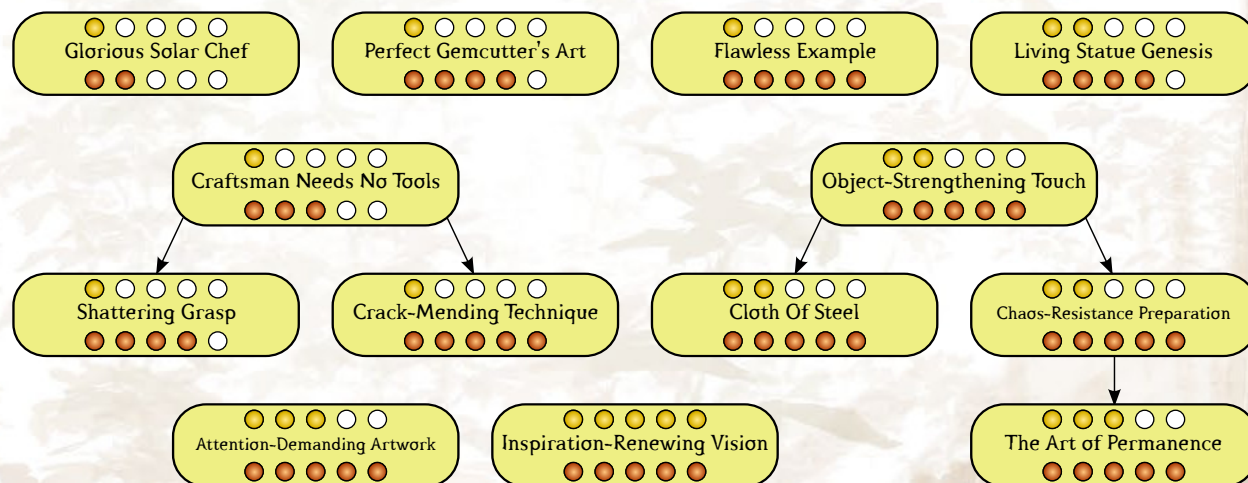 Glorious Solar Chef
Perfect Gemcutter's Art
Flawless Example
Living Statue Genesis
Craftsman Needs No Tools
Object-Strengthening Touch
Shattering Grasp
Crack-Mending Technique
Cloth Of Steel
Chaos-Resistance Preparation
Attention-Demanding Artwork
Inspiration-Renewing Vision
The Art of Permanence